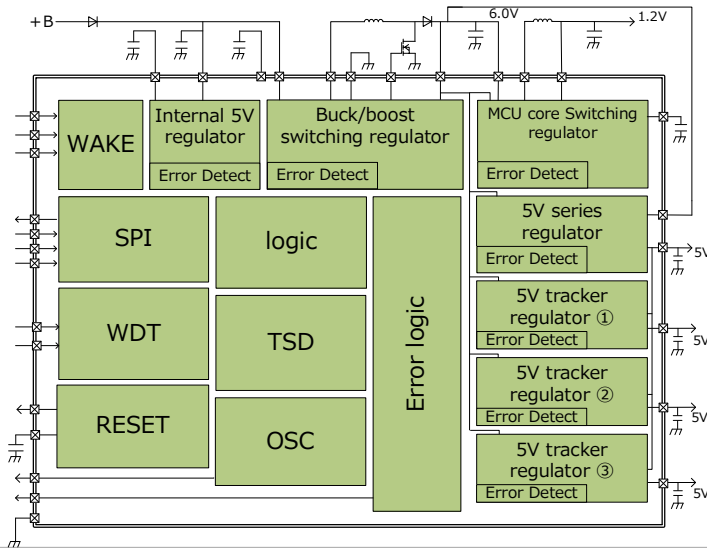 +B
6.0V
1.2V
WAKE
Internal 5V
regulator
Error Detect
Buck/boost
switching regulator
Error Detect
MCU core Switching
regulator
Error Detect
SPI
logic
Error logic
5V series
regulator
Error Detect
5V
WDT
TSD
5V tracker
regulator ①
Error Detect
5V
5V tracker
regulator ②
Error Detect
5V
RESET
OSC
5V tracker
regulator ③
Error Detect
5V